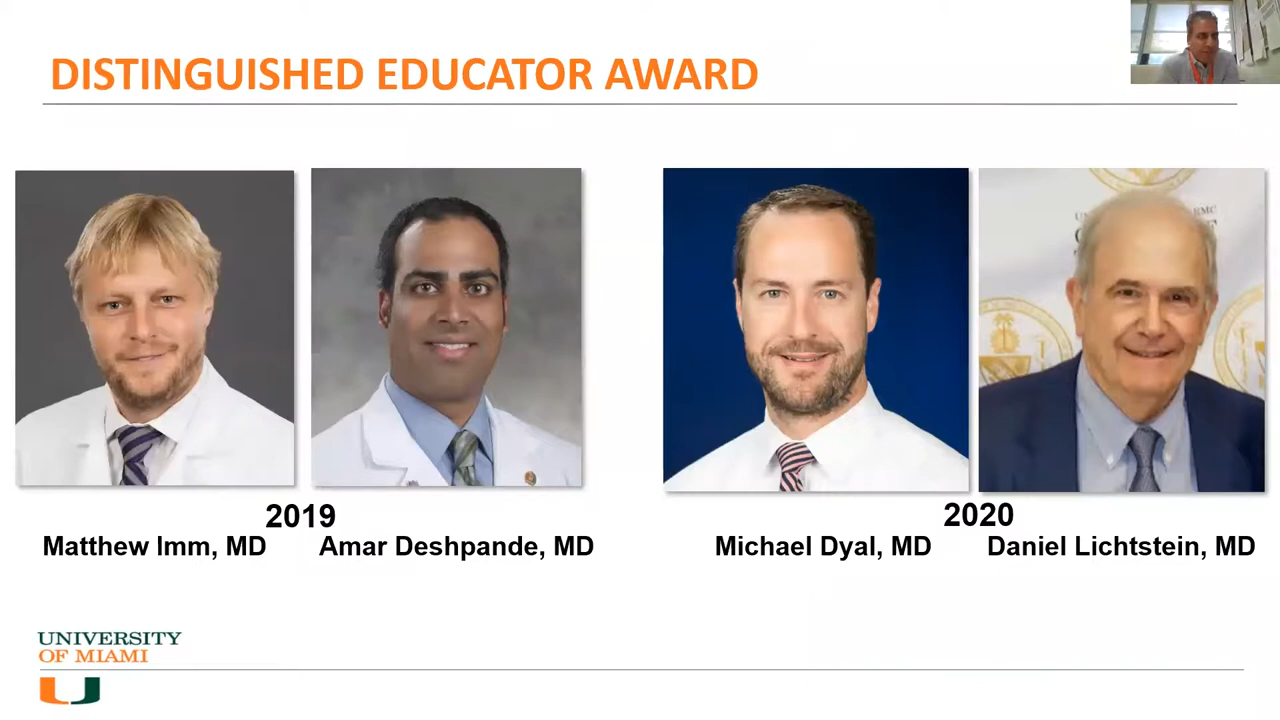 DISTINGUISHED EDUCATOR AWARD
2019
Matthew Imm, MD
Amar Deshpande, MD
2020
Michael Dyal, MD
Daniel Lichtstein, MD
UNIVERSITY
OF MIAMI